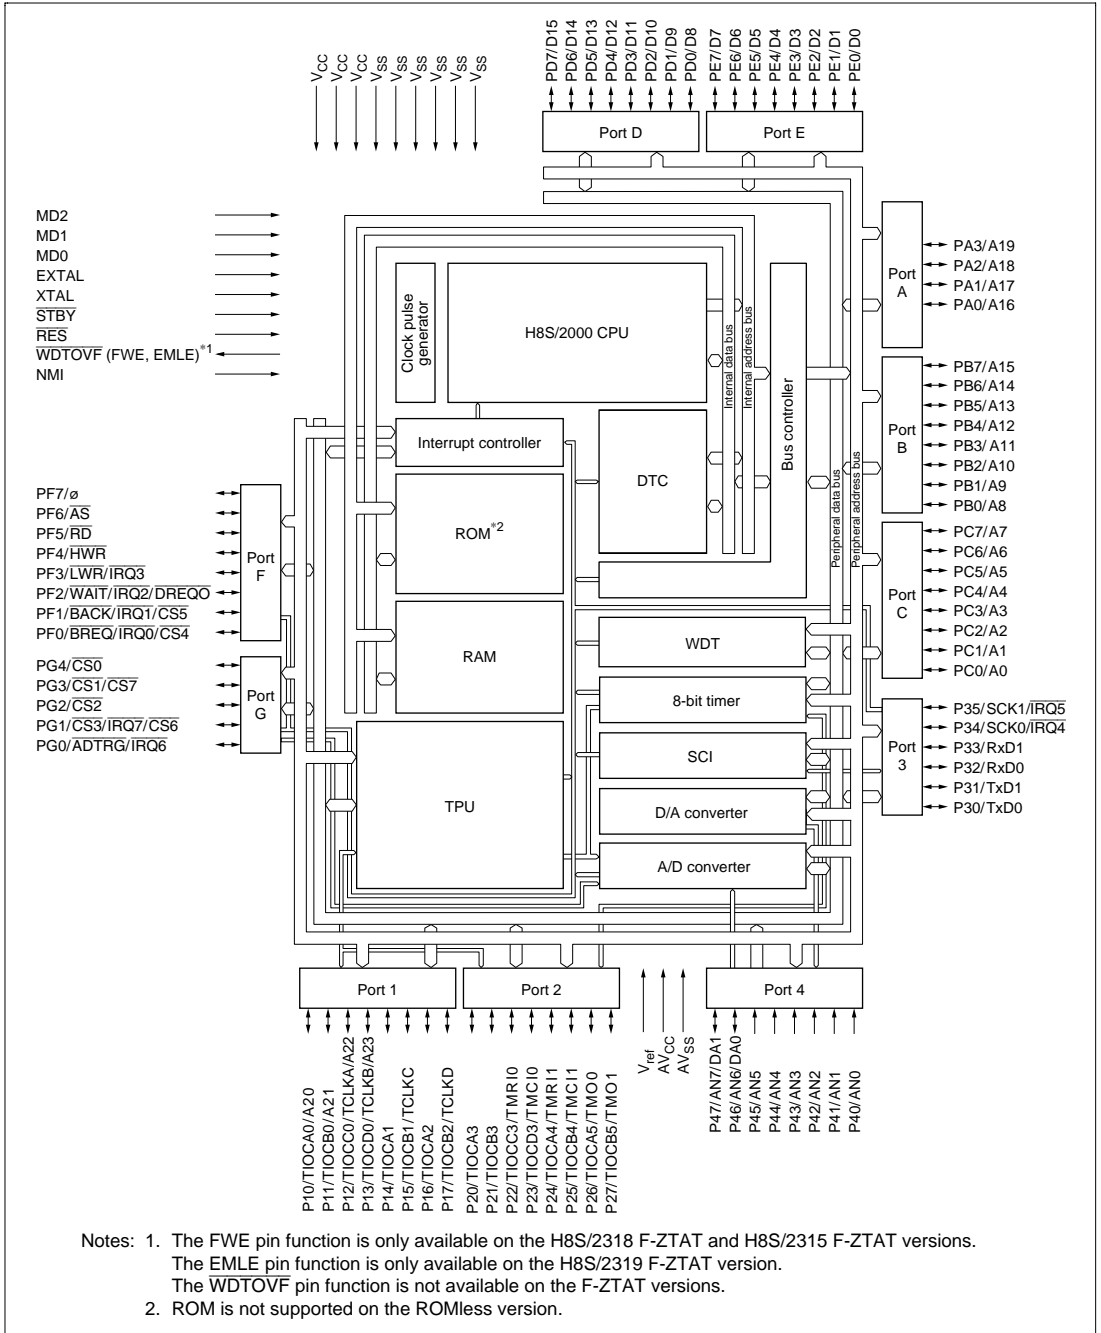 VCC
VCC
VCC
VSS
VSS
VSS
VSS
VSS
VSS
PD7/D15
PD6/D14
PD5/D13
PD4/D12
PD3/D11
PD2/D10
PD1/D9
PD0/D8
PE7/D7
PE6/D6
PE5/D5
PE4/D4
PE3/D3
PE2/D2
PE1/D1
PE0/D0
Port D
Port E
MD2
MD1
MD0
EXTAL
XTAL
STBY
RES
WDTOVF (FWE, EMLE)*1
NMI
Clock pulse
generator
H8S/2000 CPU
Internal data bus
Internal address bus
Bus controller
Peripheral data bus
Peripheral address bus
Port
A
PA3/A19
PA2/A18
PA1/A17
PA0/A16
Interrupt controller
DTC
ROM*2
RAM
TPU
WDT
8-bit timer
SCI
D/A converter
A/D converter
Port
B
PB7/A15
PB6/A14
PB5/A13
PB4/A12
PB3/A11
PB2/A10
PB1/A9
PB0/A8
PF7/ø
PF6/AS
PF5/RD
PF4/HWR
PF3/LWR/IRQ3
PF2/WAIT/IRQ2/DREQO
PF1/BACK/IRQ1/CS5
PF0/BREQ/IRQ0/CS4
Port
F
Port
C
PC7/A7
PC6/A6
PC5/A5
PC4/A4
PC3/A3
PC2/A2
PC1/A1
PC0/A0
PG4/CS0
PG3/CS1/CS7
PG2/CS2
PG1/CS3/IRQ7/CS6
PG0/ADTRG/IRQ6
Port
G
Port
3
P35/SCK1/IRQ5
P34/SCK0/IRQ4
P33/RxD1
P32/RxD0
P31/TxD1
P30/TxD0
Port 1
Port 2
Port 4
P10/TIOCA0/A20
P11/TIOCB0/A21
P12/TIOCC0/TCLKA/A22
P13/TIOCD0/TCLKB/A23
P14/TIOCA1
P15/TIOCB1/TCLKC
P16/TIOCA2
P17/TIOCB2/TCLKD
P20/TIOCA3
P21/TIOCB3
P22/TIOCC3/TMRI0
P23/TIOCD3/TMCI0
P24/TIOCA4/TMRI1
P25/TIOCB4/TMCI1
P26/TIOCA5/TMO0
P27/TIOCB5/TMO1
Vref
AVCC
AVSS
P47/AN7/DA1
P46/AN6/DA0
P45/AN5
P44/AN4
P43/AN3
P42/AN2
P41/AN1
P40/AN0
Notes: 1. The FWE pin function is only available on the H8S/2318 F-ZTAT and H8S/2315 F-ZTAT versions.
The EMLE pin function is only available on the H8S/2319 F-ZTAT version.
The WDTOVF pin function is not available on the F-ZTAT versions.
2. ROM is not supported on the ROMless version.